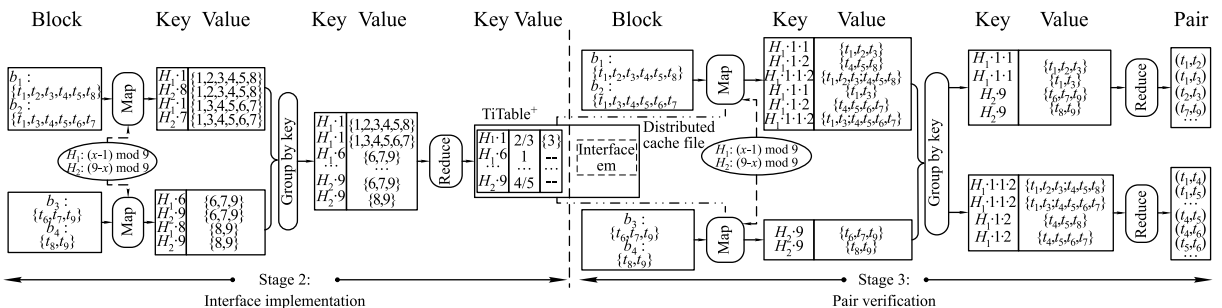 Block Key Value Key Value Key Value Block Key Value Key Value Pair
b₁ :
{t₁,t₂,t₃,t₄,t₅,t₈}
b₂ :
{t₁,t₃,t₄,t₅,t₆,t₇
Map
H₁·1 {1,2,3,4,5,8}
H₂·8 {1,2,3,4,5,8}
H₁·1 {1,3,4,5,6,7}
H₂·7 {1,3,4,5,6,7}
H₁: (x-1) mod 9
H₂: (9-x) mod 9
b₃ :
{t₆,t₇,t₉}
b₄ :
{t₈,t₉}
Map
H₁·6 {6,7,9}
H₂·9 {6,7,9}
H₁·8 {8,9}
H₂·9 {8,9}
Group by key
H₁·1 {1,2,3,4,5,8}
H₁·1 {1,3,4,5,6,7}
H₁·6 {6,7,9}
... ...
H₂·9 {6,7,9}
H₂·9 {8,9}
Reduce
TiTable⁺
H₁·1 2/3 {3}
H₁·6 1 --
... ... ...
H₂·9 4/5 --
Interface
em
Distributed
cache file
b₁ :
{t₁,t₂,t₃,t₄,t₅,t₈}
b₂ :
{t₁,t₃,t₄,t₅,t₆,t₇
Map
H₁: (x-1) mod 9
H₂: (9-x) mod 9
b₃ :
{t₆,t₇,t₉}
b₄ :
{t₈,t₉}
Map
H₁·1·1 {t₁,t₂,t₃}
H₁·1·2 {t₄,t₅,t₈}
H₁·1·1·2 {t₁,t₂,t₃;t₄,t₅,t₈}
H₁·1·1 {t₁,t₃}
H₁·1·2 {t₄,t₅,t₆,t₇}
H₁·1·1·2 {t₁,t₃;t₄,t₅,t₆,t₇}
H₂·9 {t₆,t₇,t₉}
H₂·9 {t₈,t₉}
Group by key
H₁·1·1 {t₁,t₂,t₃}
H₁·1·1 {t₁,t₃}
H₂·9 {t₆,t₇,t₉}
H₂·9 {t₈,t₉}
Reduce
(t₁,t₂)
(t₁,t₃)
(t₂,t₃)
(t₇,t₉)
...
H₁·1·1·2 {t₁,t₂,t₃;t₄,t₅,t₈}
H₁·1·1·2 {t₁,t₃;t₄,t₅,t₆,t₇}
H₁·1·2 {t₄,t₅,t₈}
H₁·1·2 {t₄,t₅,t₆,t₇}
Reduce
(t₁,t₄)
(t₁,t₅)
...
(t₄,t₅)
(t₄,t₆)
(t₅,t₆)
...
Stage 2:
Interface implementation
Stage 3:
Pair verification